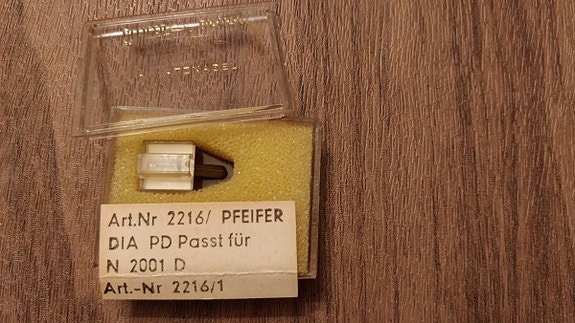 Art.Nr 2216/ PFEIFER
DIA PD Passt für
N 2001 D
Art.-Nr 2216/1